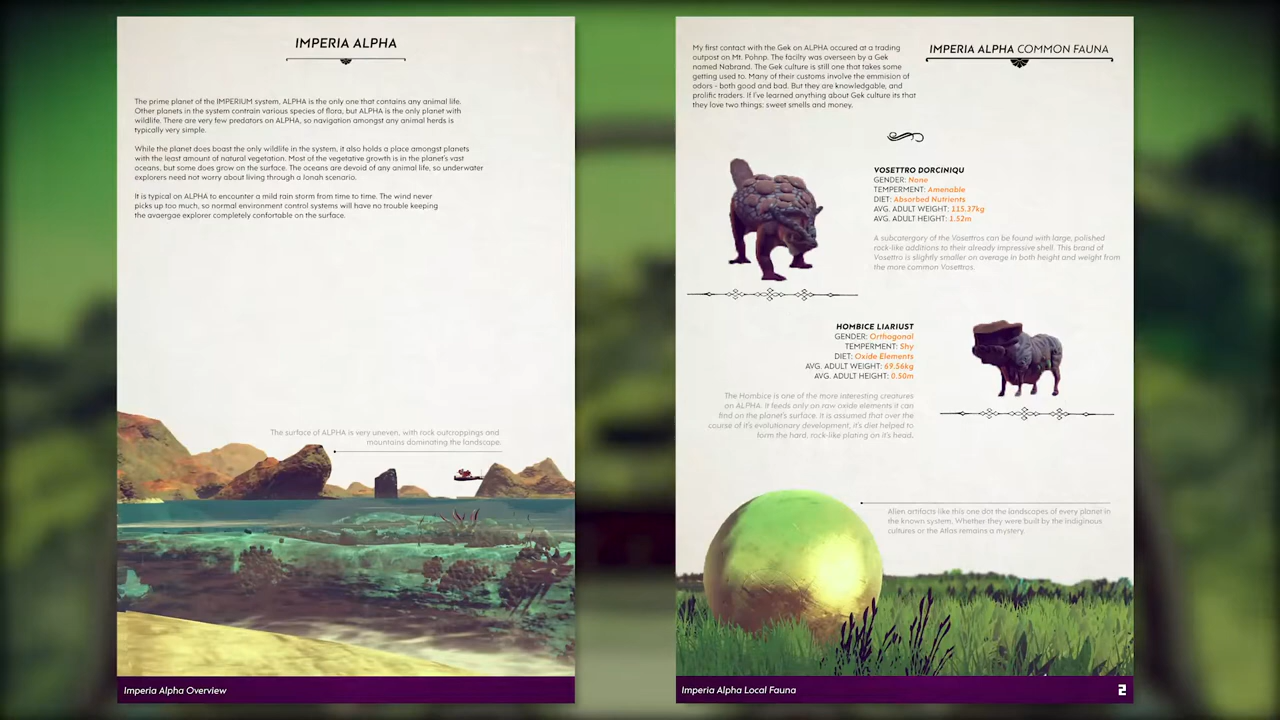 IMPERIA ALPHA
The prime planet of the IMPERIUM system, ALPHA is the only one that contains any animal life.
Other planets in the system contrain various species of flora, but ALPHA is the only planet with
wildlife. There are very few predators on ALPHA, so navigation amongst any animal herds is
typically very simple.
While the planet does boast the only wildlife in the system, it also holds a place amongst planets
with the least amount of natural vegetation. Most of the vegetative growth is in the planet's vast
oceans, but some does grow on the surface. The oceans are devoid of any animal life, so underwater
explorers need not worry about living through a Jonah scenario.
It is typical on ALPHA to encounter a mild rain storm from time to time. The wind never
picks up too much, so normal environment control systems will have no trouble keeping
the avaergae explorer completely confortable on the surface.
The surface of ALPHA is very uneven, with rock outcroppings and
mountains dominating the landscape.
Imperia Alpha Overview
My first contact with the Gek on ALPHA occured at a trading
outpost on Mt. Pohnp. The facilty was overseen by a Gek
named Nabrand. The Gek culture is still one that takes some
getting used to. Many of their customs involve the emmision of
odors - both good and bad. But they are knowledgable, and
prolific traders. If I've learned anything about Gek culture its that
they love two things: sweet smells and money.
IMPERIA ALPHA COMMON FAUNA
VOSETTRO DORCINIQU
GENDER: None
TEMPERMENT: Amenable
DIET: Absorbed Nutrients
AVG. ADULT WEIGHT: 115.37kg
AVG. ADULT HEIGHT: 1.52m
A subcatergory of the Vosettros can be found with large, polished
rock-like additions to their already impressive shell. This brand of
Vosettro is slightly smaller on average in both height and weight from
the more common Vosettros.
HOMBICE LIARIUST
GENDER: Orthogonal
TEMPERMENT: Shy
DIET: Oxide Elements
AVG. ADULT WEIGHT: 69.56kg
AVG. ADULT HEIGHT: 0.50m
The Hombice is one of the more interesting creatures
on ALPHA. It feeds only on raw oxide elements it can
find on the planet's surface. It is assumed that over the
course of it's evolutionary development, it's diet helped to
form the hard, rock-like plating on it's head.
Alien artifacts like this one dot the landscapes of every planet in
the known system. Whether they were built by the indiginous
cultures or the Atlas remains a mystery.
Imperia Alpha Local Fauna
2